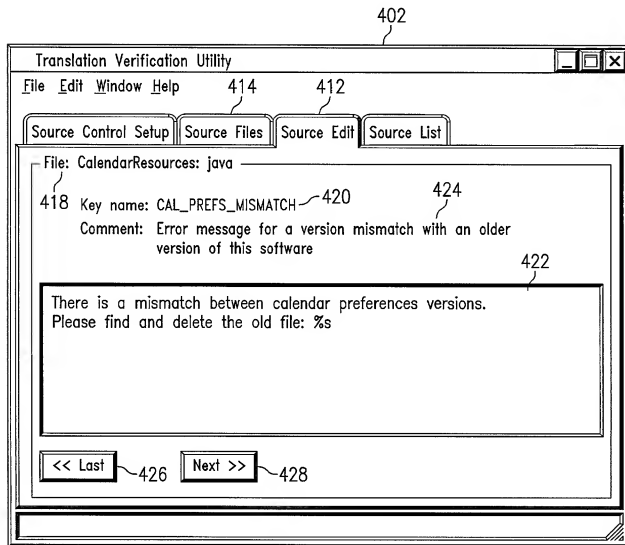 402
Translation Verification Utility
File Edit Window Help
414
412
Source Control Setup Source Files Source Edit Source List
File: CalendarResources: java
418
Key name: CAL_PREFS_MISMATCH
420
424
Comment: Error message for a version mismatch with an older
version of this software
422
There is a mismatch between calendar preferences versions.
Please find and delete the old file: %s
<< Last
426
Next >>
428